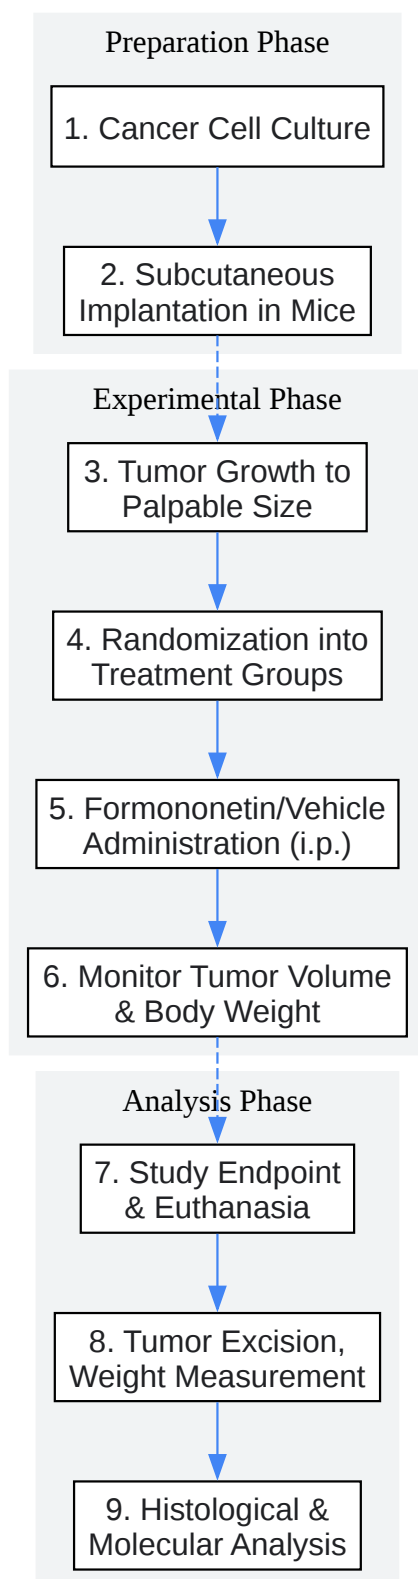 Preparation Phase
1. Cancer Cell Culture
2. Subcutaneous
Implantation in Mice
Experimental Phase
3. Tumor Growth to
Palpable Size
4. Randomization into
Treatment Groups
5. Formononetin/Vehicle
Administration (i.p.)
6. Monitor Tumor Volume
& Body Weight
Analysis Phase
7. Study Endpoint
& Euthanasia
8. Tumor Excision,
Weight Measurement
9. Histological &
Molecular Analysis